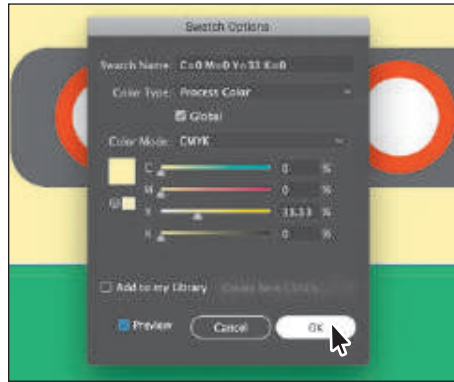 Swatch Options
Swatch Name: C=0 M=0 Y=33 K=0
Color Type: Process Color
Global
Color Mode: CMYK
C 0 %
M 0 %
Y 33.33 %
K 0 %
Add to my Library
Preview Cancel OK